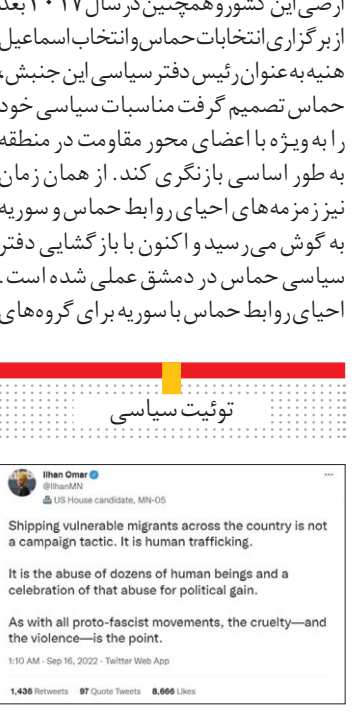 ارضی این کشور و همچنین در سال ۲۰۱۷ بعد
از برگزاری انتخابات حماس و انتخاب اسماعیل
هنیه به عنوان رئیس دفتر سیاسی این جنبش،
حماس تصمیم گرفت مناسبات سیاسی خود
را به ویژه با اعضای محور مقاومت در منطقه
به طور اساسی بازنگری کند. از همان زمان
نیز زمزمه‌های احیای روابط حماس و سوریه
به گوش می‌رسید و اکنون با بازگشایی دفتر
سیاسی حماس در دمشق عملی شده است.
احیای روابط حماس با سوریه برای گروه‌های
توئیت سیاسی
Ilhan Omar
@IlhanMN
US House candidate, MN-05
Shipping vulnerable migrants across the country is not
a campaign tactic. It is human trafficking.
It is the abuse of dozens of human beings and a
celebration of that abuse for political gain.
As with all proto-fascist movements, the cruelty—and
the violence—is the point.
1:10 AM · Sep 16, 2022 · Twitter Web App
1,436 Retweets 97 Quote Tweets 8,666 Likes